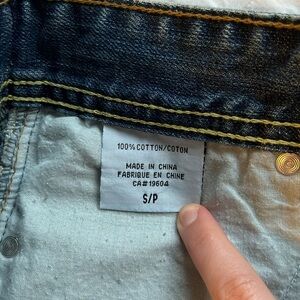 100% COTTON/COTON
MADE IN CHINA
FABRIQUE EN CHINE
CA#19604
S/P